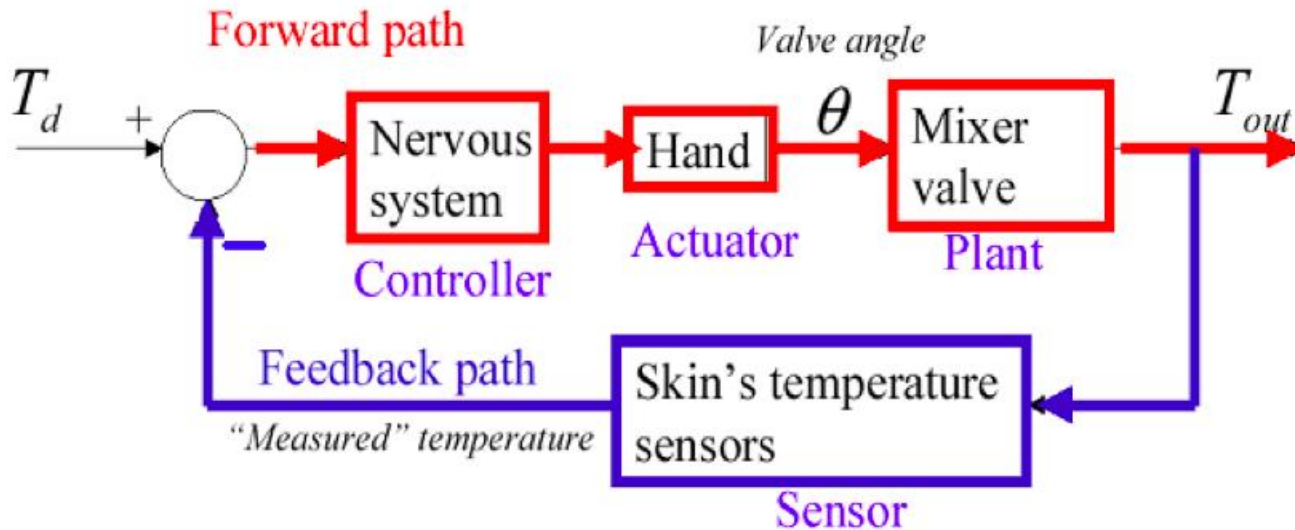 Forward path
Valve angle
T_d
+
Nervous
system
Hand
θ
Mixer
valve
T_out
Controller
Actuator
Plant
−
Feedback path
"Measured" temperature
Skin's temperature
sensors
Sensor